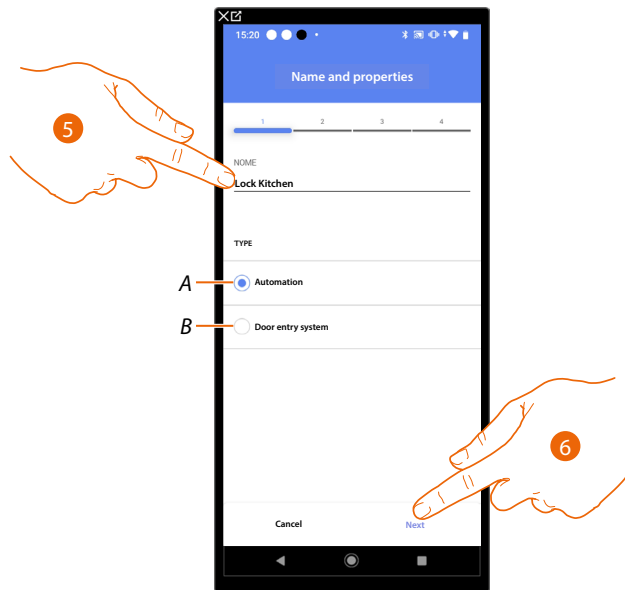 15:20
Name and properties
1 2 3 4
NOME
Lock Kitchen
TYPE
A Automation
B Door entry system
Cancel Next
5
6